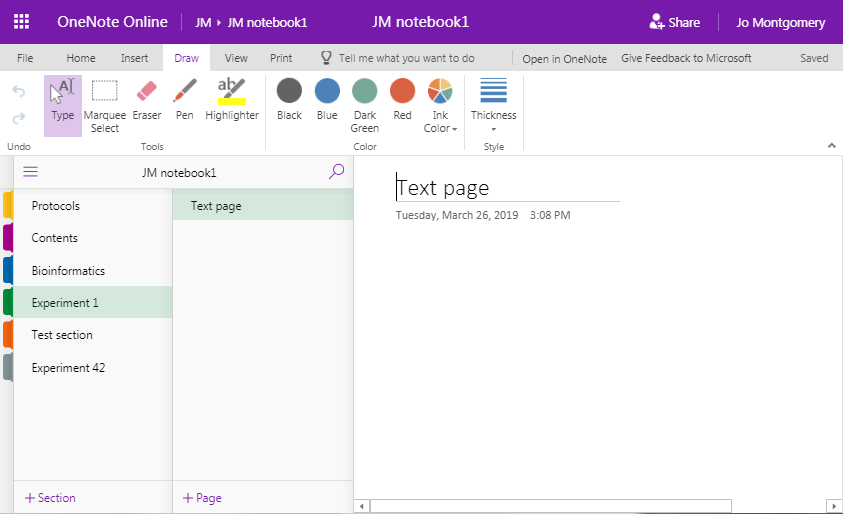 OneNote Online JM ▸ JM notebook1 JM notebook1 Share Jo Montgomery
File Home Insert Draw View Print Tell me what you want to do Open in OneNote Give Feedback to Microsoft Saved
Type Marquee Select Eraser Pen Highlighter Black Blue Dark Green Red Ink Color Thickness
Undo Tools Color Style
JM notebook1
Protocols
Contents
Bioinformatics
Experiment 1
Test section
Experiment 42
+ Section
Text page
+ Page
Text page
Tuesday, March 26, 2019 3:08 PM